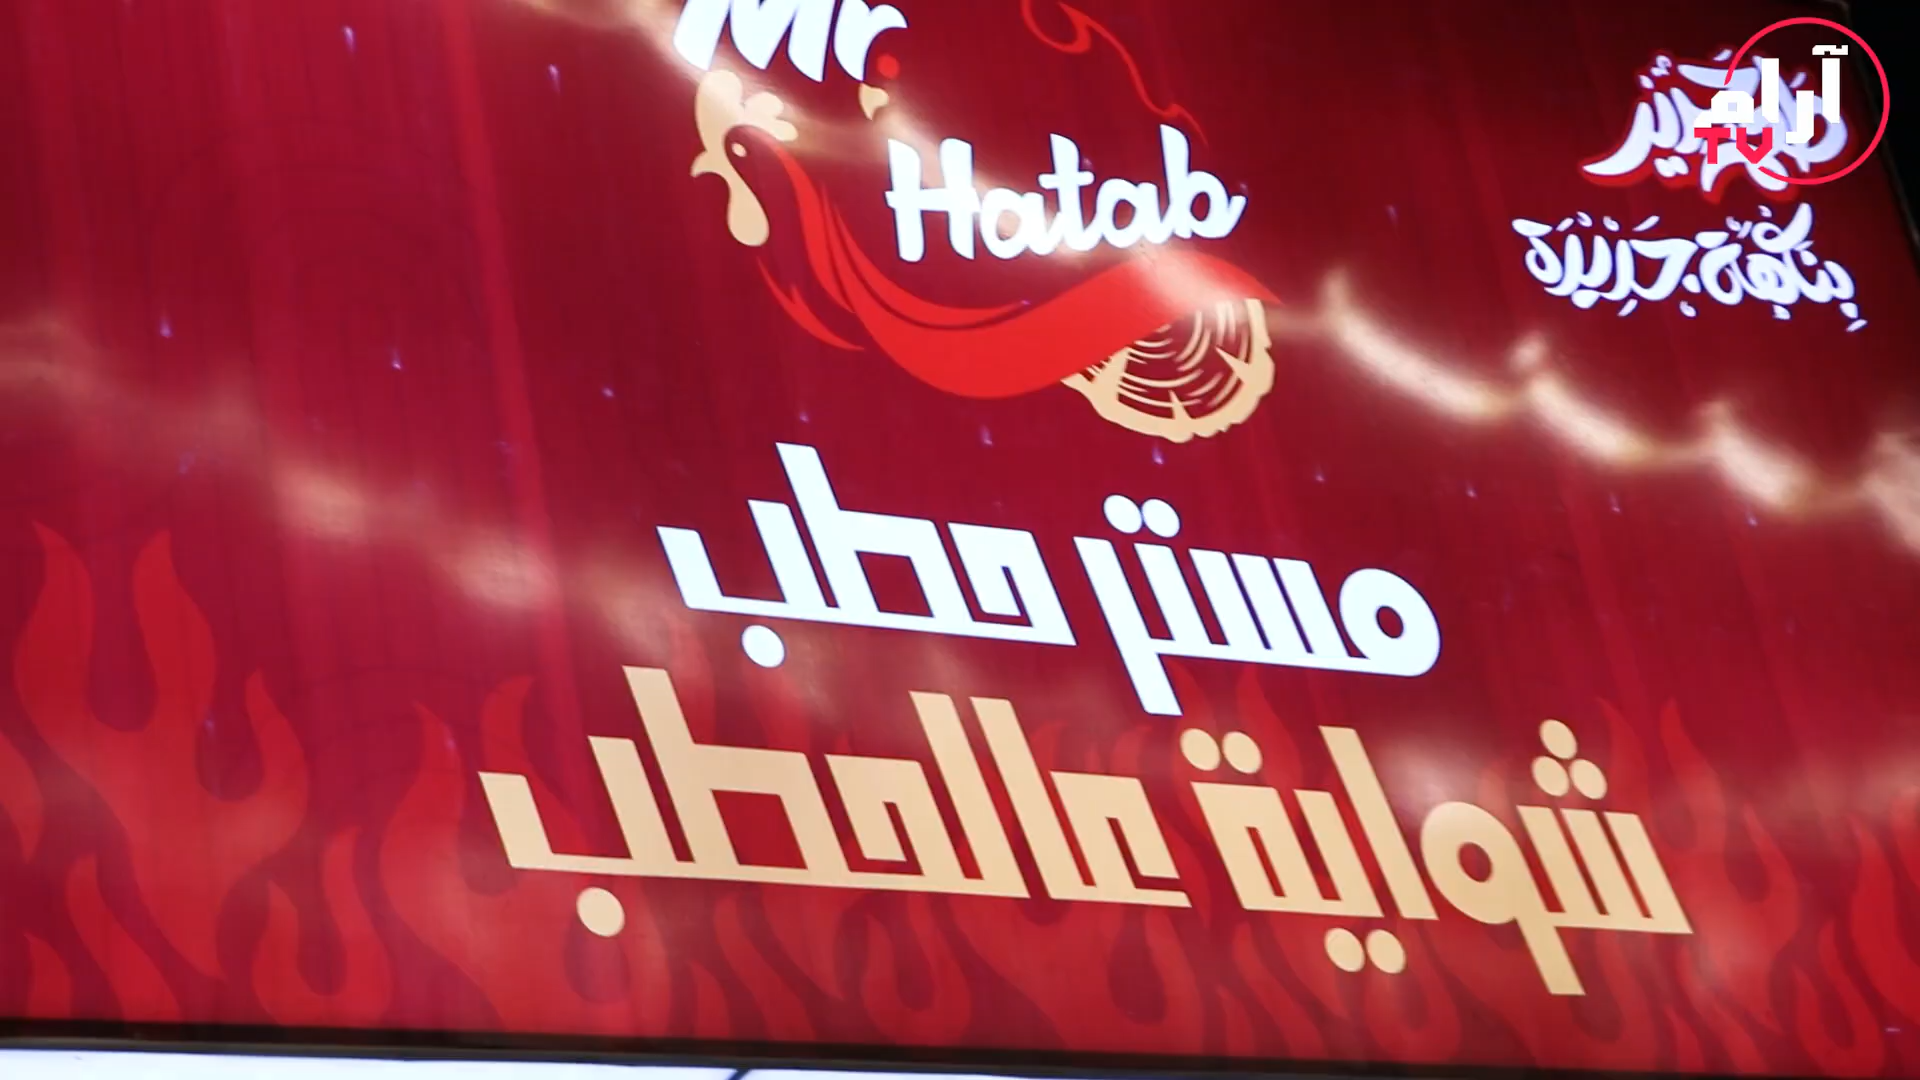 Mr.
Hatab
آرام
TV
بنكهة جديدة
مستر حطب
شواية عالحطب